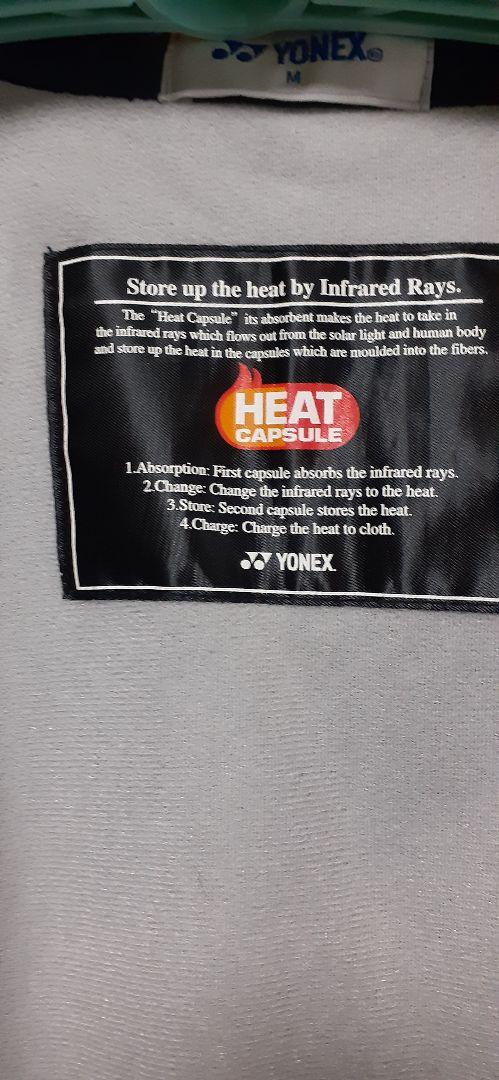 YONEX®
M
Store up the heat by Infrared Rays.
The "Heat Capsule" its absorbent makes the heat to take in
the infrared rays which flows out from the solar light and human body
and store up the heat in the capsules which are moulded into the fibers.
HEAT
CAPSULE
1.Absorption: First capsule absorbs the infrared rays.
2.Change: Change the infrared rays to the heat.
3.Store: Second capsule stores the heat.
4.Charge: Charge the heat to cloth.
YONEX